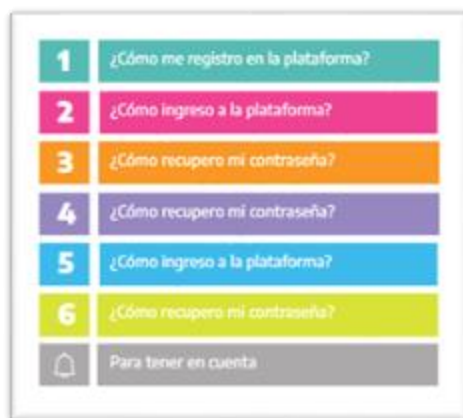 1 ¿Cómo me registro en la plataforma?
2 ¿Cómo ingreso a la plataforma?
3 ¿Cómo recupero mi contraseña?
4 ¿Cómo recupero mi contraseña?
5 ¿Cómo ingreso a la plataforma?
6 ¿Cómo recupero mi contraseña?
Para tener en cuenta